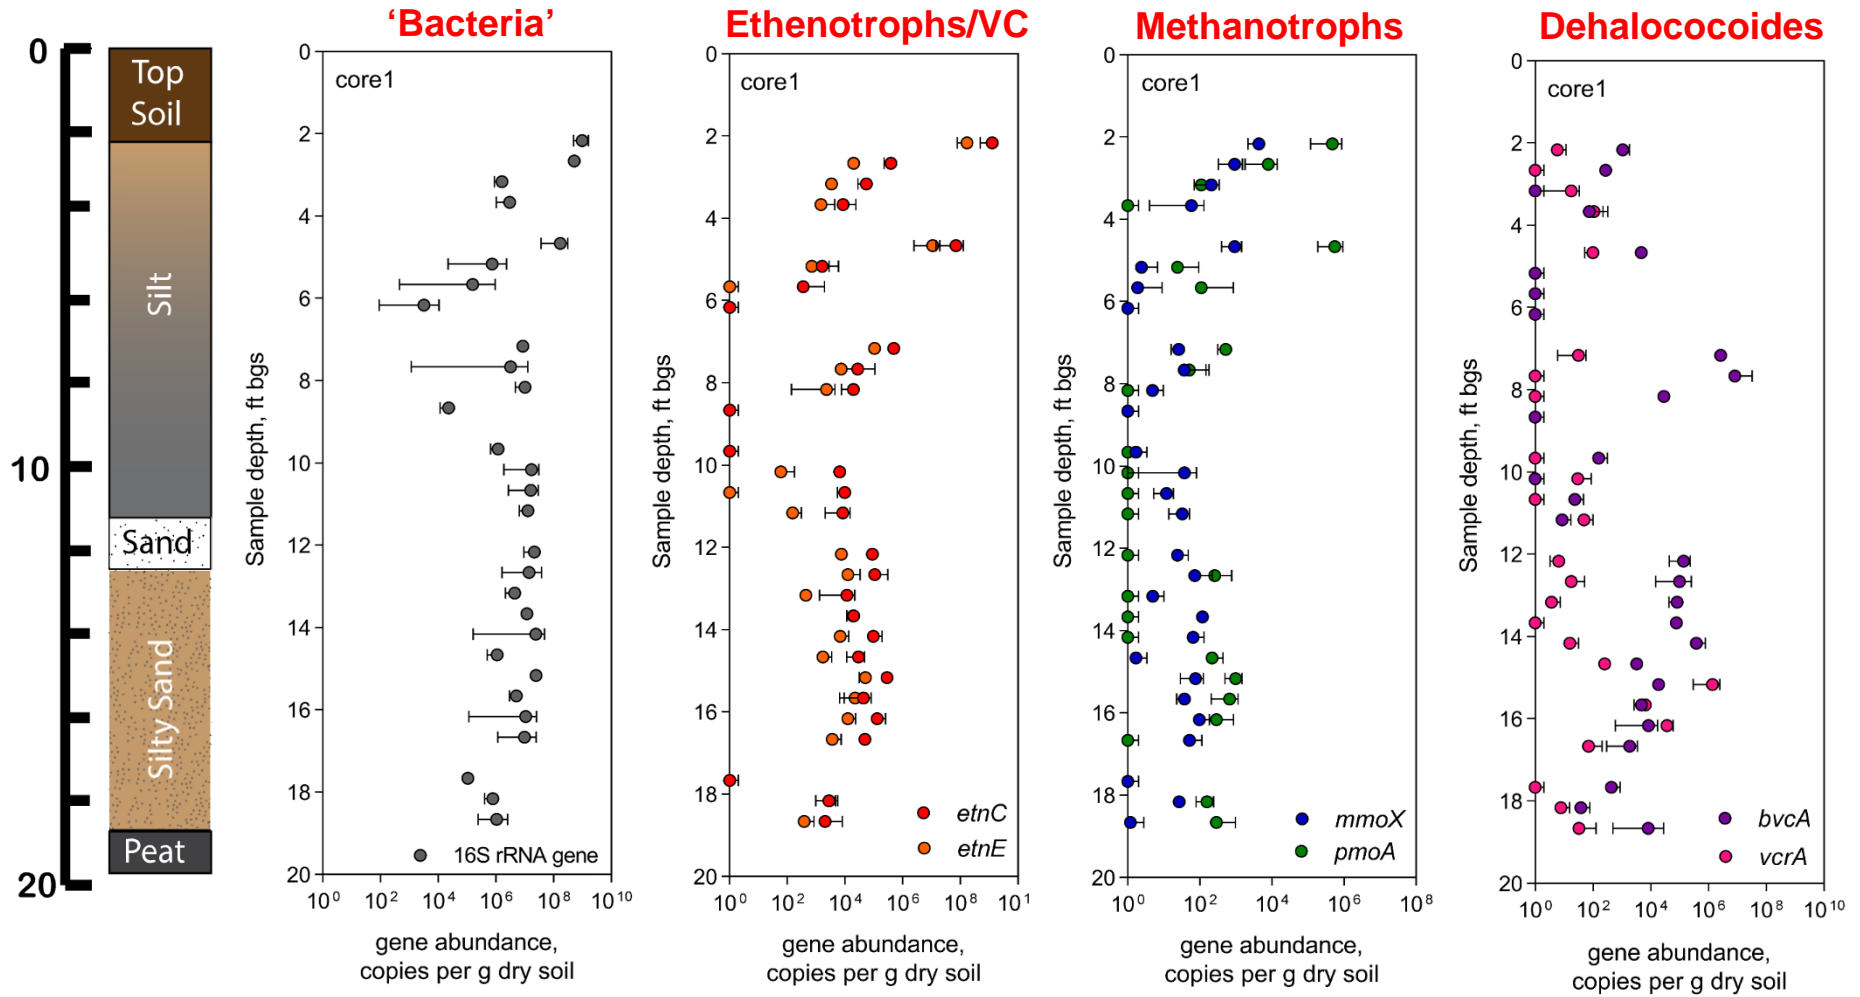 ‘Bacteria’
Ethenotrophs/VC
Methanotrophs
Dehalococoides
0
10
20
Top
Soil
Silt
Sand
Silty Sand
Peat
core1
Sample depth, ft bgs
0
2
4
6
8
10
12
14
16
18
20
16S rRNA gene
10^0 10^2 10^4 10^6 10^8 10^10
gene abundance,
copies per g dry soil
core1
Sample depth, ft bgs
0
2
4
6
8
10
12
14
16
18
20
etnC
etnE
10^0 10^2 10^4 10^6 10^8 10^1
gene abundance,
copies per g dry soil
core1
Sample depth, ft bgs
0
2
4
6
8
10
12
14
16
18
20
mmoX
pmoA
10^0 10^2 10^4 10^6 10^8
gene abundance,
copies per g dry soil
core1
Sample depth, ft bgs
0
2
4
6
8
10
12
14
16
18
20
bvcA
vcrA
10^0 10^2 10^4 10^6 10^8 10^10
gene abundance,
copies per g dry soil